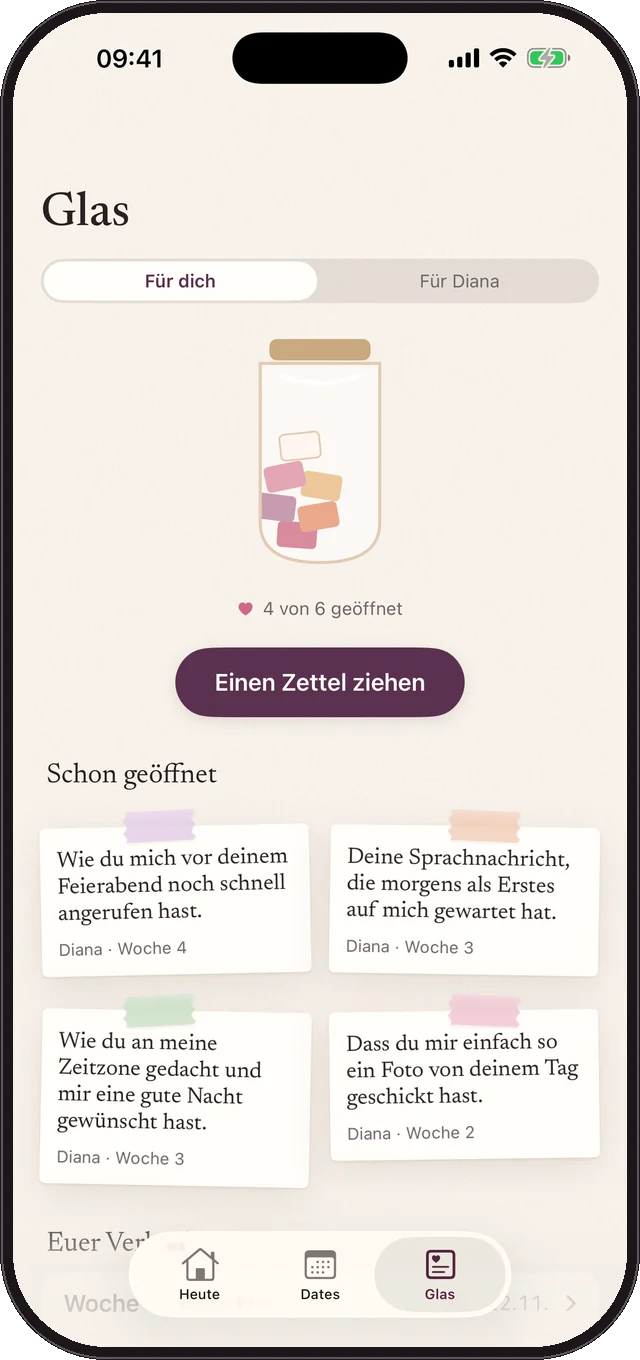 09:41
Glas
Für dich
Für Diana
4 von 6 geöffnet
Einen Zettel ziehen
Schon geöffnet
Wie du mich vor deinem
Feierabend noch schnell
angerufen hast.
Diana · Woche 4
Deine Sprachnachricht,
die morgens als Erstes
auf mich gewartet hat.
Diana · Woche 3
Wie du an meine
Zeitzone gedacht und
mir eine gute Nacht
gewünscht hast.
Diana · Woche 3
Dass du mir einfach so
ein Foto von deinem Tag
geschickt hast.
Diana · Woche 2
Euer
Woche
Heute
Dates
Glas